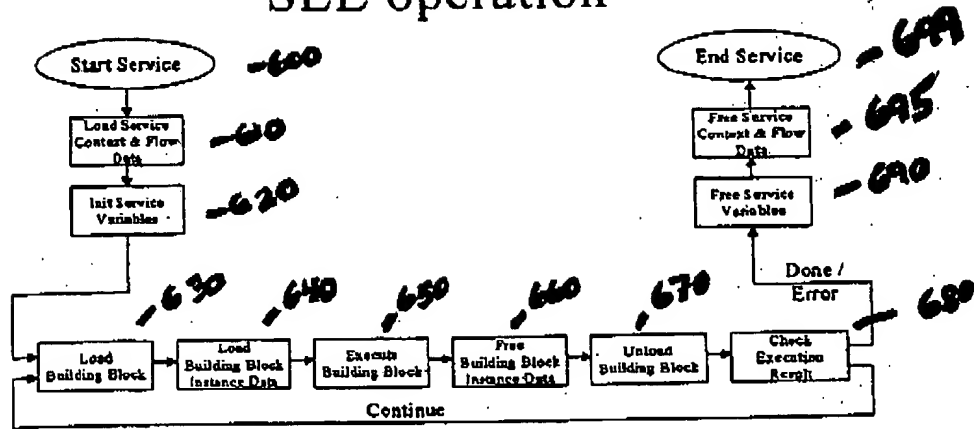 SLE operation
Start Service
-600
Load Service
Context & Flow
Data
-610
Init Service
Variables
-620
End Service
-699
Free Service
Context & Flow
Data
-695
Free Service
Variables
-690
Done /
Error
-630
-640
-650
-660
-670
-680
Load
Building Block
Load
Building Block
Instance Data
Execute
Building Block
Free
Building Block
Instance Data
Unload
Building Block
Check
Execution
Result
Continue